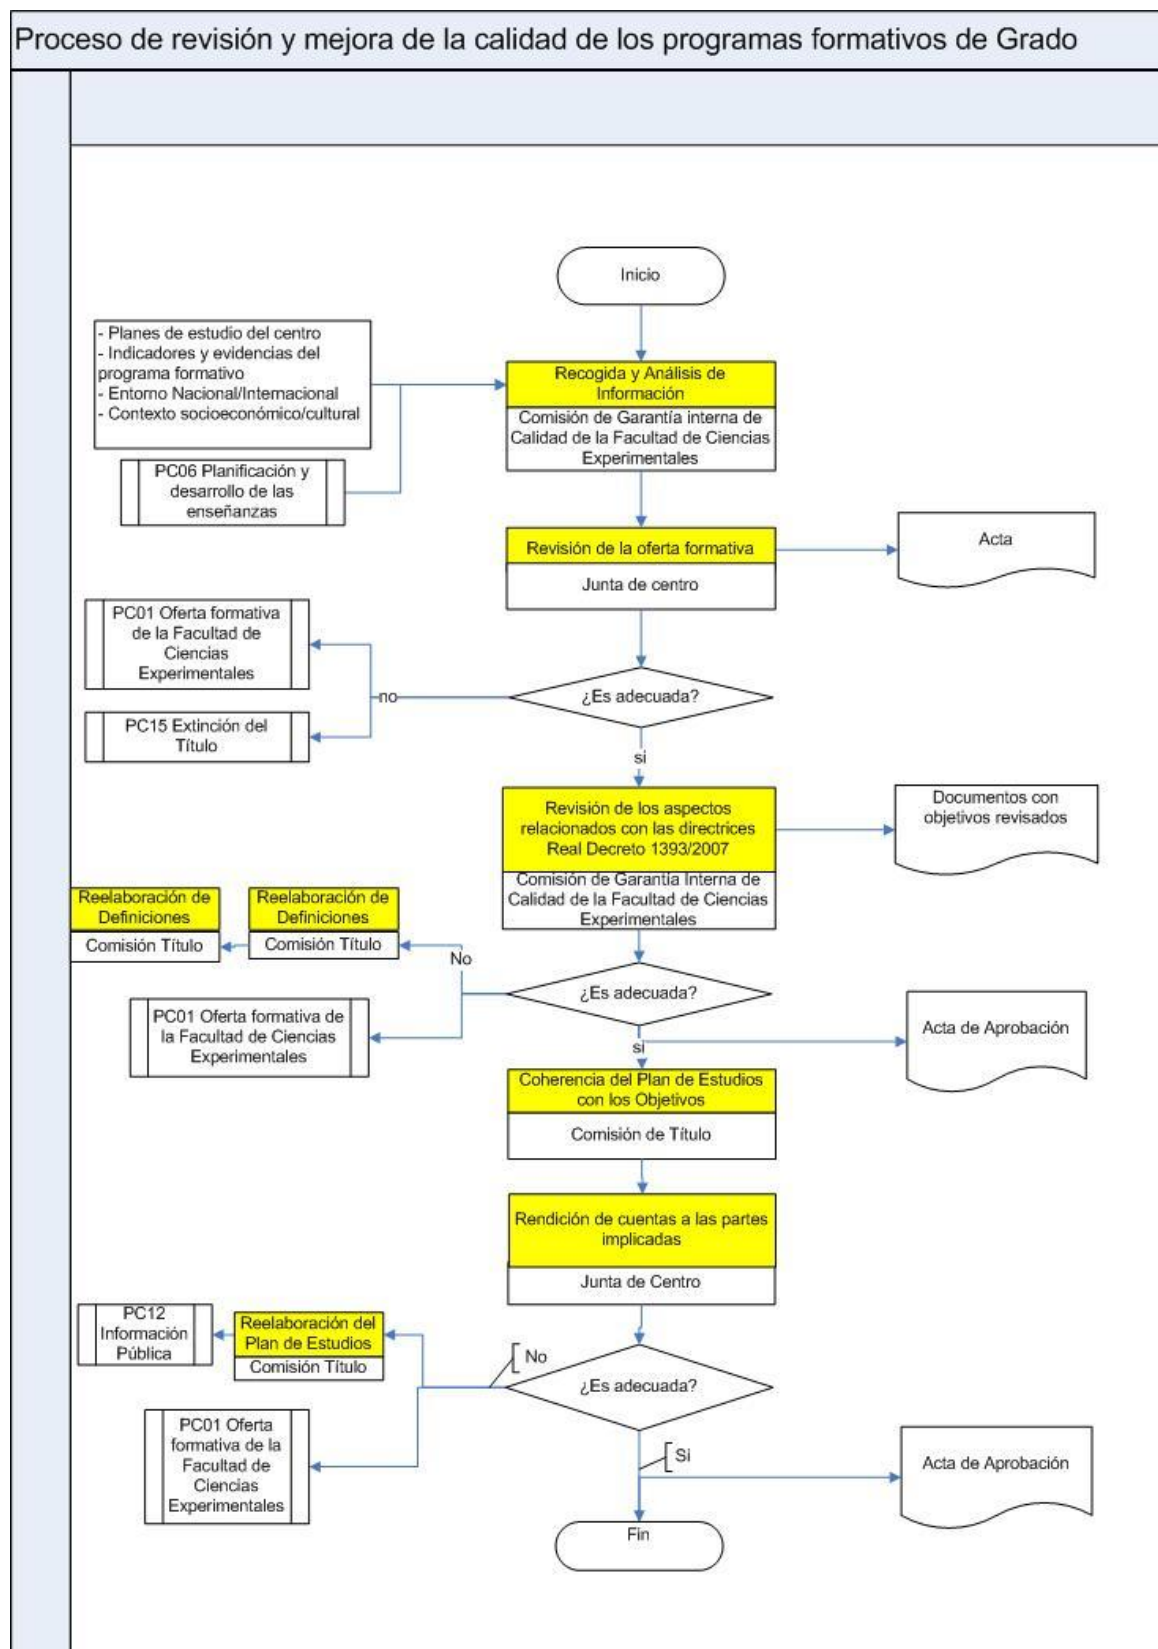 Proceso de revisión y mejora de la calidad de los programas formativos de Grado
Inicio
- Planes de estudio del centro
- Indicadores y evidencias del
programa formativo
- Entorno Nacional/Internacional
- Contexto socioeconómico/cultural
Recogida y Análisis de
Información
Comisión de Garantía interna de
Calidad de la Facultad de Ciencias
Experimentales
PC06 Planificación y
desarrollo de las
enseñanzas
Revisión de la oferta formativa
Junta de centro
Acta
PC01 Oferta formativa
de la Facultad de
Ciencias
Experimentales
no
¿Es adecuada?
PC15 Extinción del
Título
si
Revisión de los aspectos
relacionados con las directrices
Real Decreto 1393/2007
Comisión de Garantía Interna de
Calidad de la Facultad de Ciencias
Experimentales
Documentos con
objetivos revisados
Reelaboración de
Definiciones
Comisión Título
Reelaboración de
Definiciones
Comisión Título
No
¿Es adecuada?
PC01 Oferta formativa de
la Facultad de Ciencias
Experimentales
si
Acta de Aprobación
Coherencia del Plan de Estudios
con los Objetivos
Comisión de Título
Rendición de cuentas a las partes
implicadas
Junta de Centro
PC12
Información
Pública
Reelaboración del
Plan de Estudios
Comisión Título
No
¿Es adecuada?
PC01 Oferta
formativa de la
Facultad de
Ciencias
Experimentales
Si
Acta de Aprobación
Fin